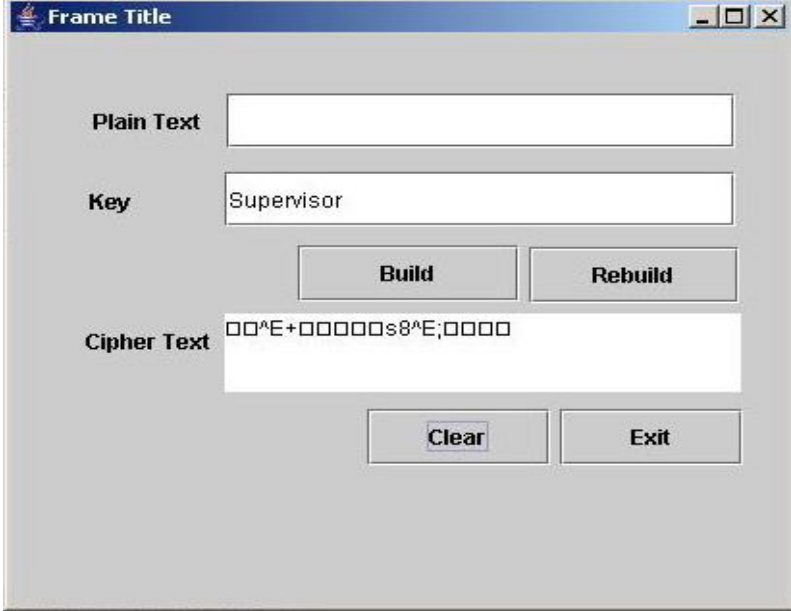 Frame Title
Plain Text
Key Supervisor
Build Rebuild
Cipher Text □□^E+□□□□□s8^E;□□□□
Clear Exit